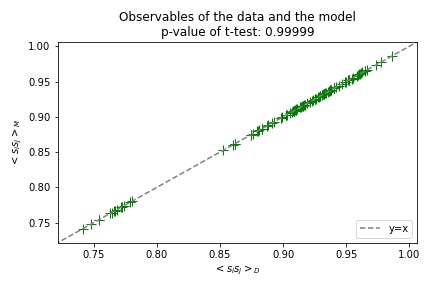 Observables of the data and the model
p-value of t-test: 0.99999
1.00
0.95
0.90
0.85
0.80
0.75
< s_i s_j >_M
y=x
0.75
0.80
0.85
0.90
0.95
1.00
< s_i s_j >_D